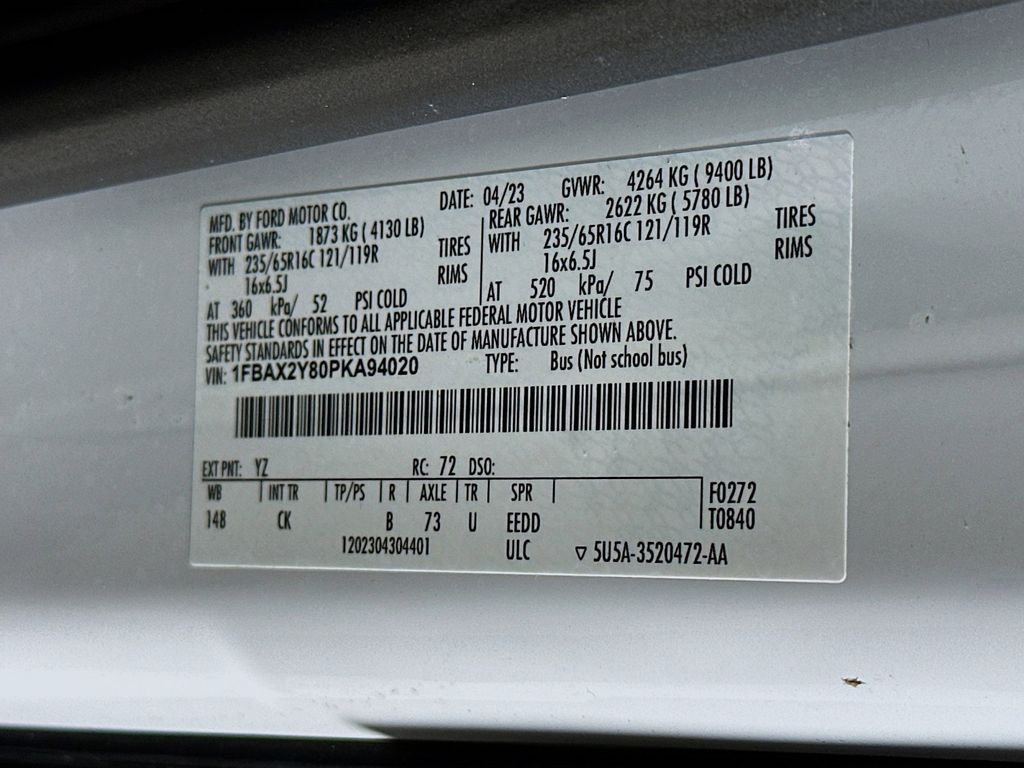 MFD. BY FORD MOTOR CO. DATE: 04/23 GVWR: 4264 KG ( 9400 LB)
FRONT GAWR: 1873 KG ( 4130 LB) REAR GAWR: 2622 KG ( 5780 LB)
WITH 235/65R16C 121/119R TIRES WITH 235/65R16C 121/119R TIRES
16x6.5J RIMS 16x6.5J RIMS
AT 360 kPa/ 52 PSI COLD AT 520 kPa/ 75 PSI COLD
THIS VEHICLE CONFORMS TO ALL APPLICABLE FEDERAL MOTOR VEHICLE
SAFETY STANDARDS IN EFFECT ON THE DATE OF MANUFACTURE SHOWN ABOVE.
VIN: 1FBAX2Y80PKA94020 TYPE: Bus (Not school bus)
EXT PNT: YZ RC: 72 DSO:
WB INT TR TP/PS R AXLE TR SPR F0272
148 CK B 73 U EEDD T0840
1202304304401 ULC ▽ 5U5A-3520472-AA